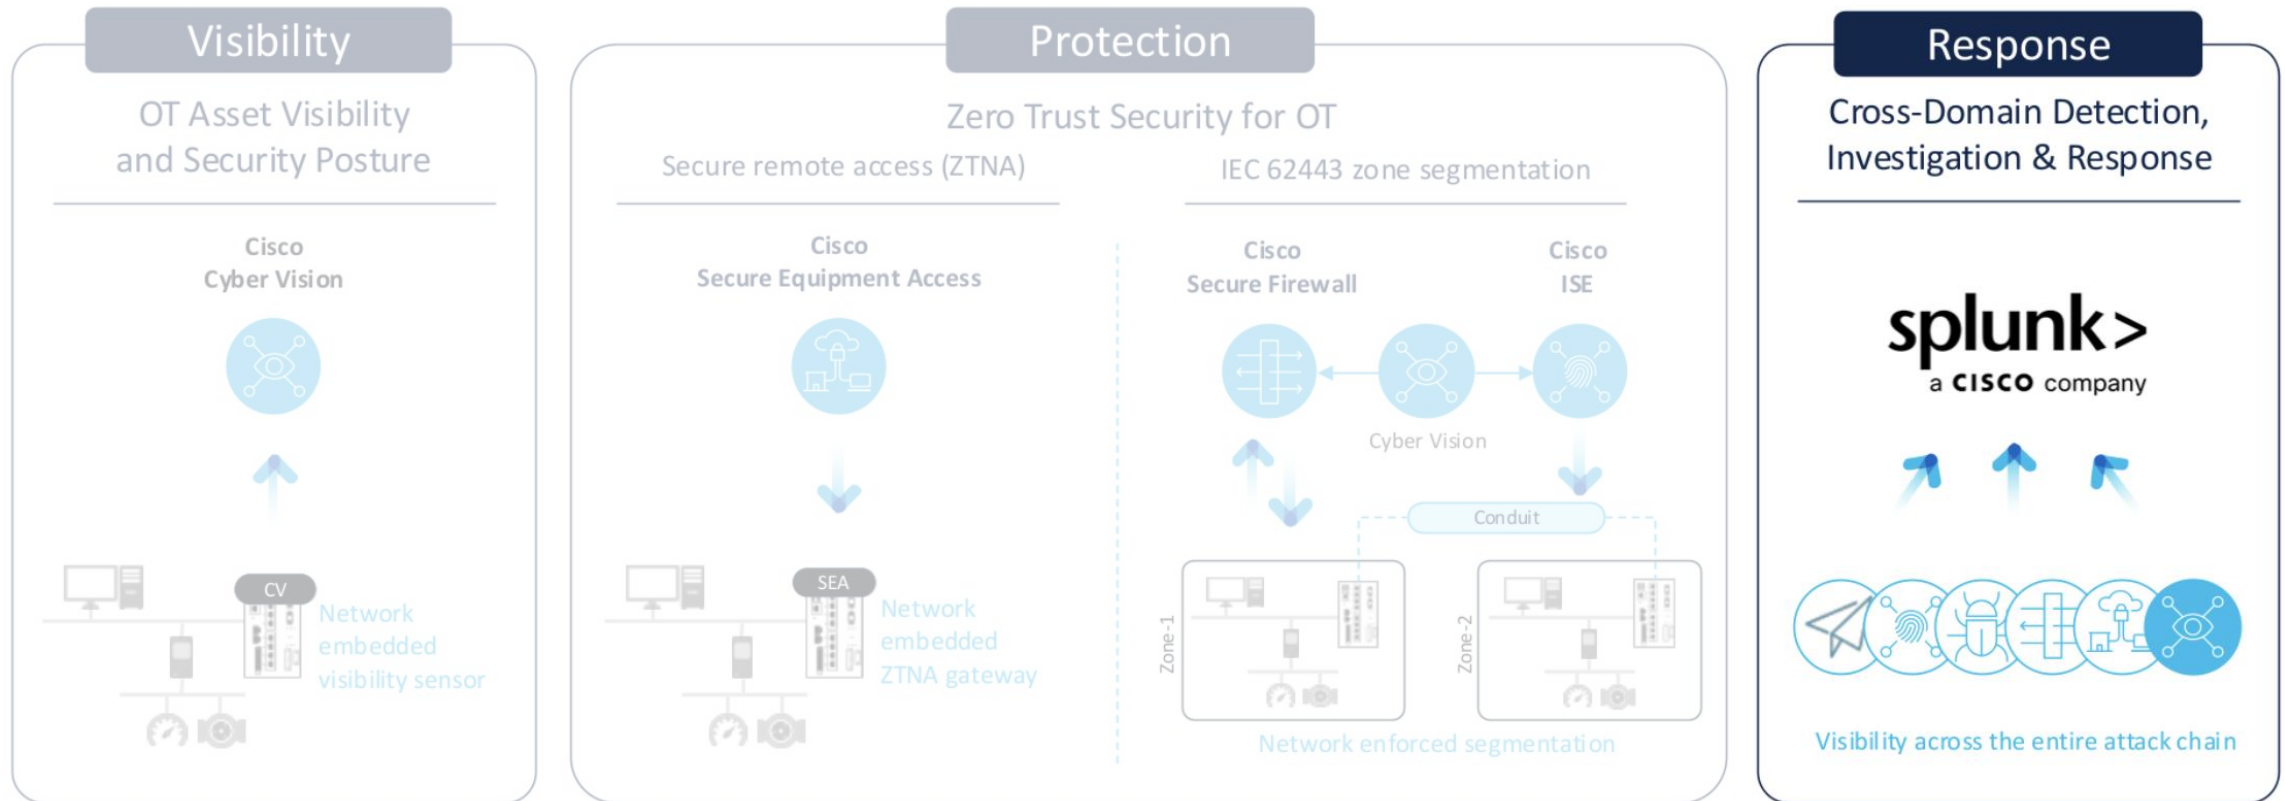 Visibility
OT Asset Visibility
and Security Posture
Cisco
Cyber Vision
CV
Network
embedded
visibility sensor
Protection
Zero Trust Security for OT
Secure remote access (ZTNA)
Cisco
Secure Equipment Access
SEA
Network
embedded
ZTNA gateway
IEC 62443 zone segmentation
Cisco
Secure Firewall
Cisco
ISE
Cyber Vision
Conduit
Zone-1
Zone-2
Network enforced segmentation
Response
Cross-Domain Detection,
Investigation & Response
splunk>
a CISCO company
Visibility across the entire attack chain